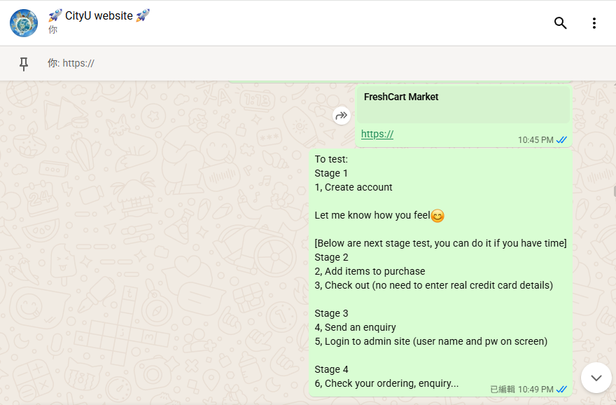 🚀 CityU website 🚀
你
你: https://
FreshCart Market
https://
10:45 PM
To test:
Stage 1
1, Create account
Let me know how you feel😊
[Below are next stage test, you can do it if you have time]
Stage 2
2, Add items to purchase
3, Check out (no need to enter real credit card details)
Stage 3
4, Send an enquiry
5, Login to admin site (user name and pw on screen)
Stage 4
6, Check your ordering, enquiry...
已編輯 10:49 PM